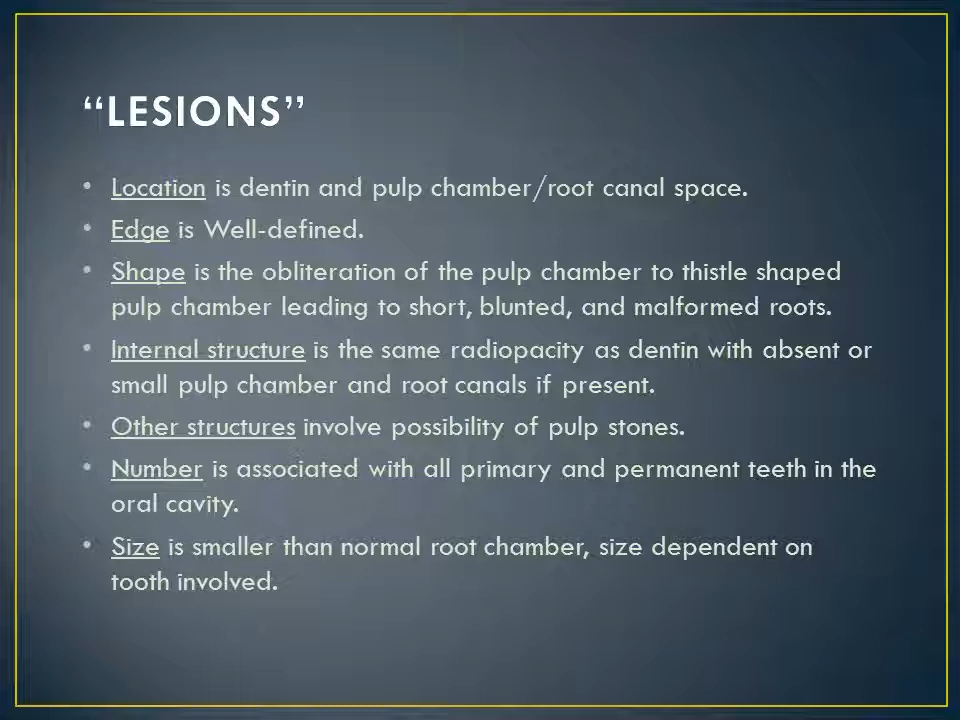 “LESIONS”
• Location is dentin and pulp chamber/root canal space.
• Edge is Well-defined.
• Shape is the obliteration of the pulp chamber to thistle shaped
pulp chamber leading to short, blunted, and malformed roots.
• Internal structure is the same radiopacity as dentin with absent or
small pulp chamber and root canals if present.
• Other structures involve possibility of pulp stones.
• Number is associated with all primary and permanent teeth in the
oral cavity.
• Size is smaller than normal root chamber, size dependent on
tooth involved.